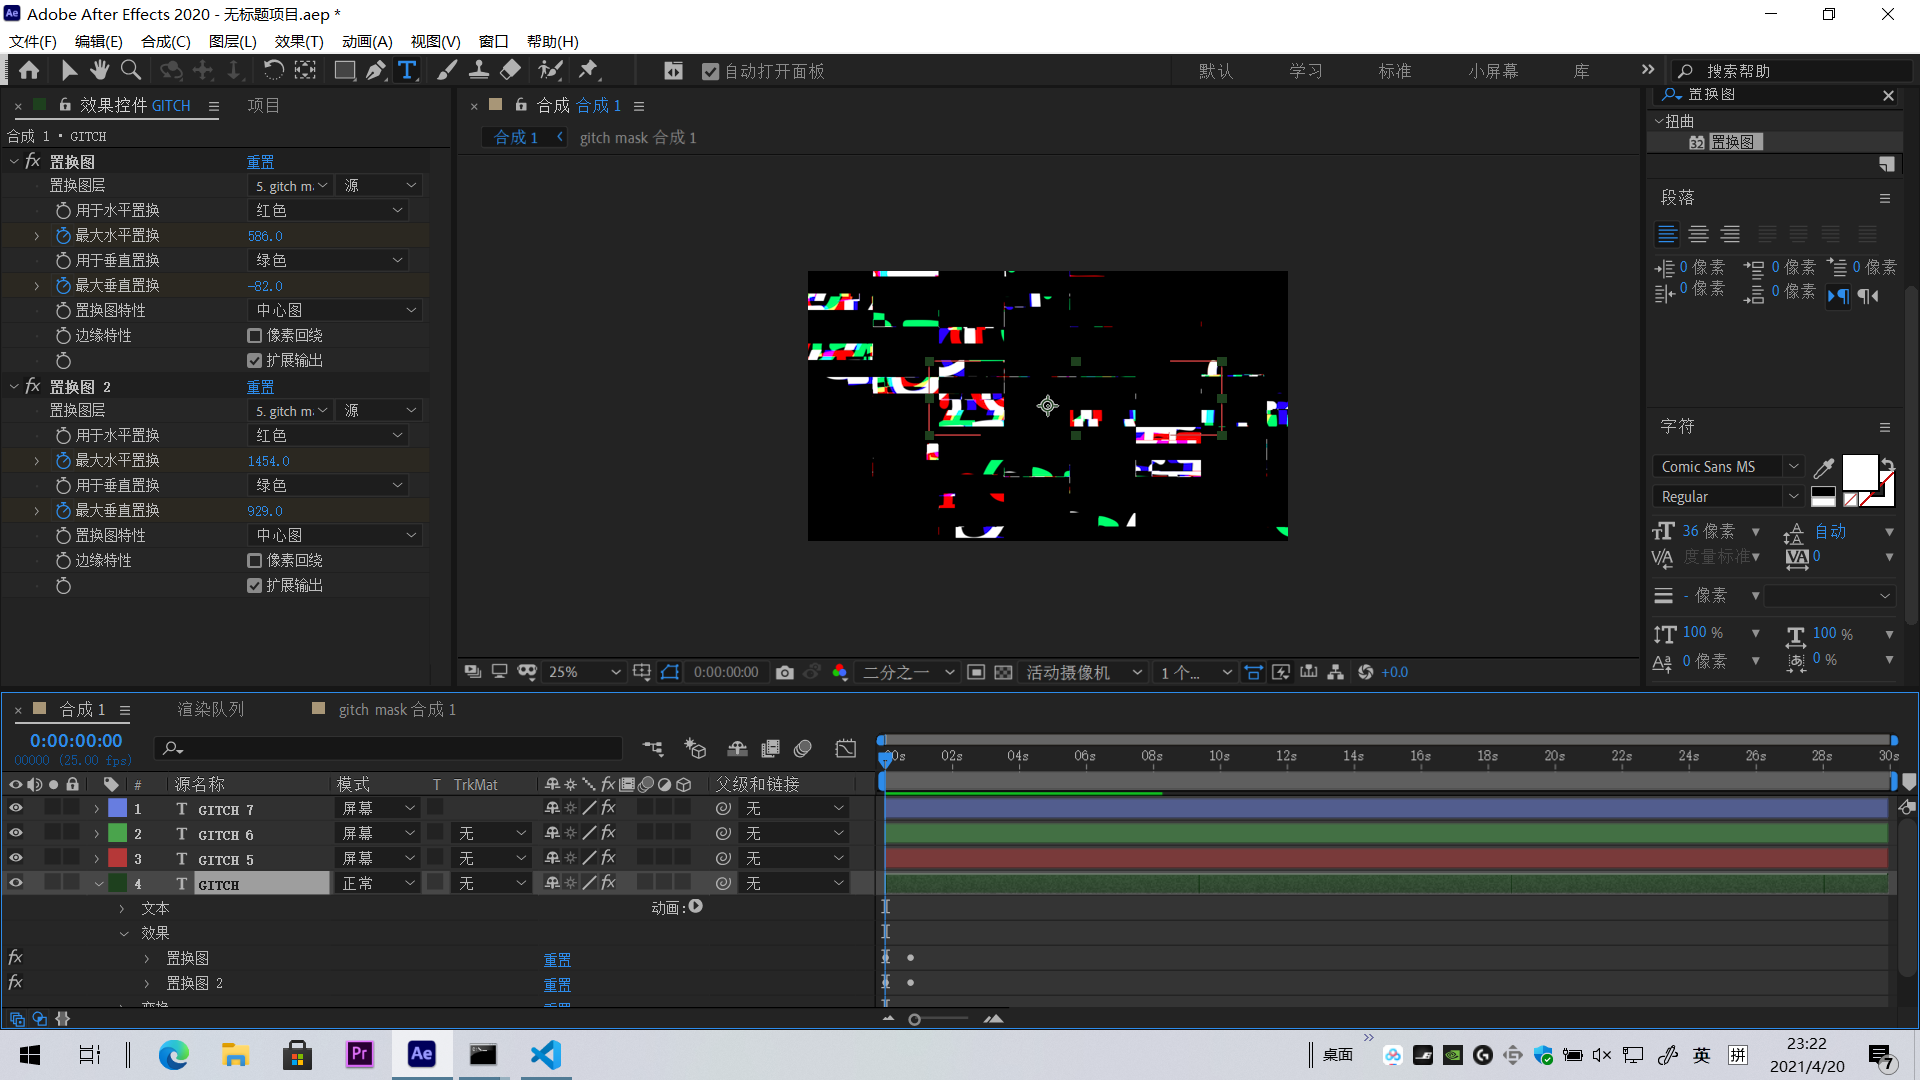 Adobe After Effects 2020 - 无标题项目.aep *
文件(F) 编辑(E) 合成(C) 图层(L) 效果(T) 动画(A) 视图(V) 窗口 帮助(H)
自动打开面板 默认 学习 标准 小屏幕 库 搜索帮助
效果控件 GITCH 项目
合成 1 • GITCH
fx 置换图 重置
置换图层 5. gitch m. 源
用于水平置换 红色
最大水平置换 586.0
用于垂直置换 绿色
最大垂直置换 -82.0
置换图特性 中心图
边缘特性 像素回绕
扩展输出
fx 置换图 2 重置
置换图层 5. gitch m. 源
用于水平置换 红色
最大水平置换 1454.0
用于垂直置换 绿色
最大垂直置换 929.0
置换图特性 中心图
边缘特性 像素回绕
扩展输出
合成 合成 1
合成 1 gitch mask 合成 1
25% 0:00:00:00 二分之一 活动摄像机 1 个... +0.0
置换图
扭曲
32 置换图
段落
0 像素 0 像素 0 像素
0 像素 0 像素
字符
Comic Sans MS
Regular
36 像素 自动
度量标准 0
- 像素
100 % 100 %
0 像素 0 %
合成 1 渲染队列 gitch mask 合成 1
0:00:00:00
00000 (25.00 fps)
00s 02s 04s 06s 08s 10s 12s 14s 16s 18s 20s 22s 24s 26s 28s 30s
# 源名称 模式 T TrkMat 父级和链接
1 T GITCH 7 屏幕 无
2 T GITCH 6 屏幕 无 无
3 T GITCH 5 屏幕 无 无
4 T GITCH 正常 无 无
文本 动画:
效果
fx 置换图 重置
fx 置换图 2 重置
变换 重置
桌面 英 拼 23:22
2021/4/20 7